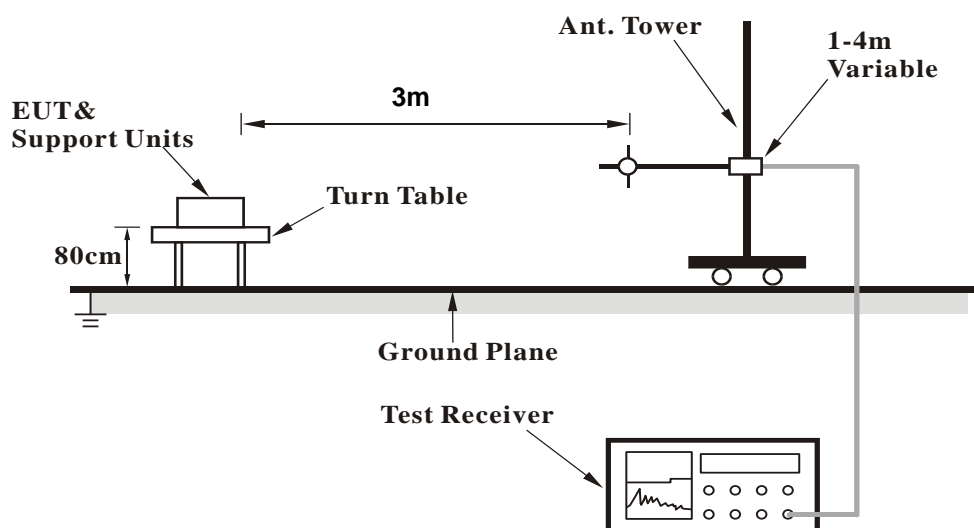 Ant. Tower
1-4m
Variable
3m
EUT&
Support Units
Turn Table
80cm
Ground Plane
Test Receiver